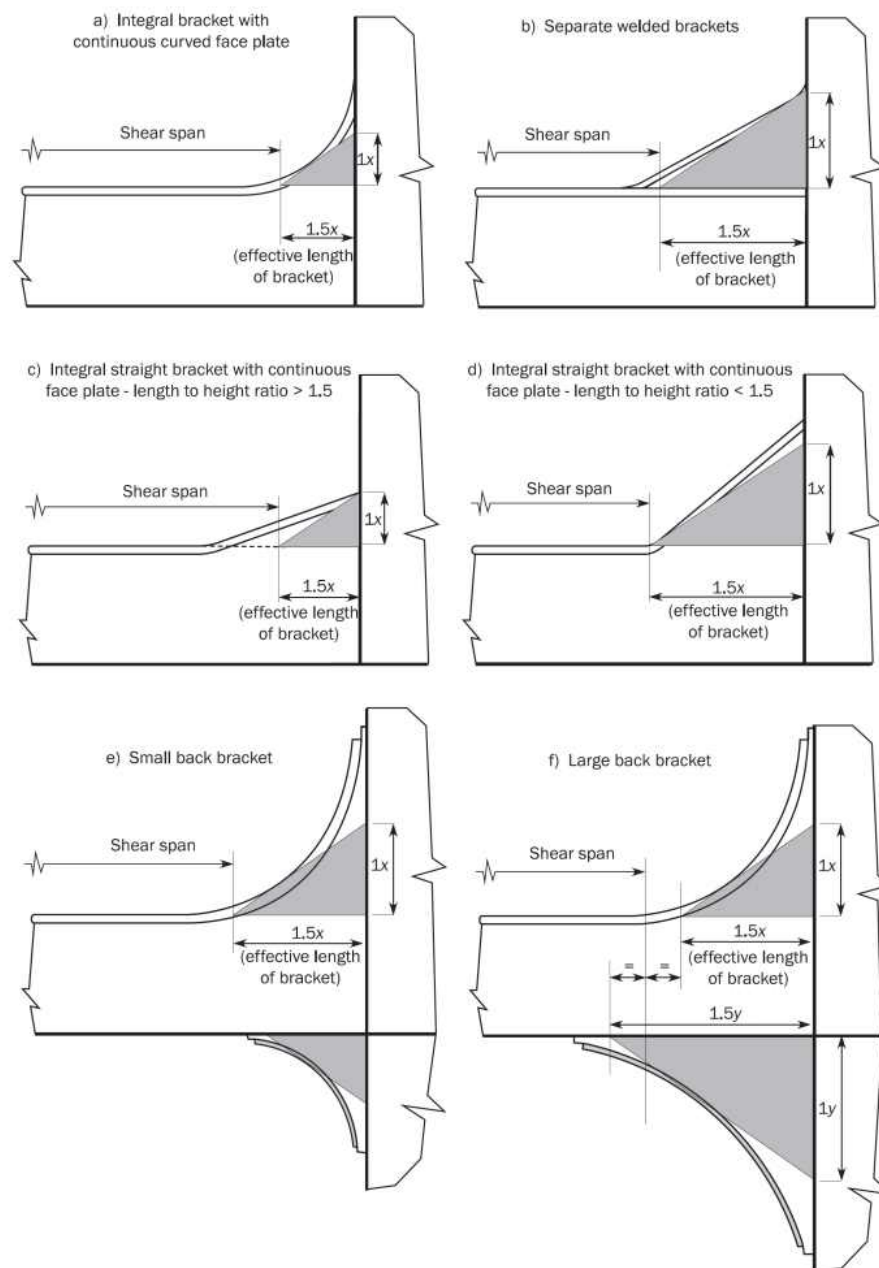 a) Integral bracket with
continuous curved face plate
Shear span
1x
1.5x
(effective length
of bracket)
b) Separate welded brackets
Shear span
1x
1.5x
(effective length
of bracket)
c) Integral straight bracket with continuous
face plate - length to height ratio > 1.5
Shear span
1x
1.5x
(effective length
of bracket)
d) Integral straight bracket with continuous
face plate - length to height ratio < 1.5
Shear span
1x
1.5x
(effective length
of bracket)
e) Small back bracket
Shear span
1x
1.5x
(effective length
of bracket)
f) Large back bracket
Shear span
1x
1.5x
(effective length
of bracket)
= =
1.5y
1y